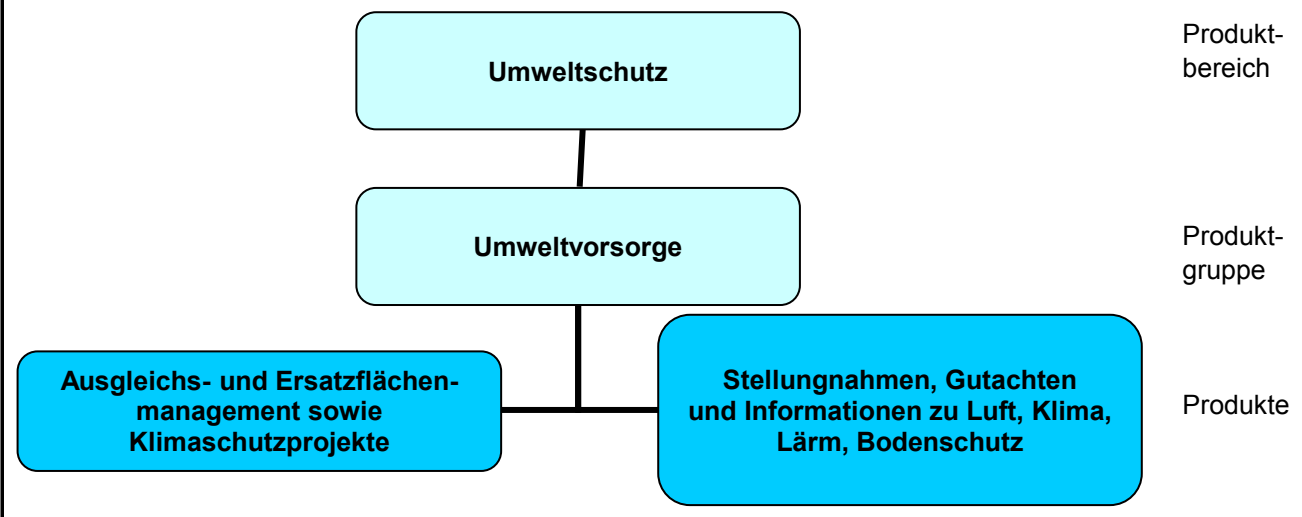 Umweltschutz
Produkt-
bereich
Umweltvorsorge
Produkt-
gruppe
Ausgleichs- und Ersatzflächen-
management sowie
Klimaschutzprojekte
Stellungnahmen, Gutachten
und Informationen zu Luft, Klima,
Lärm, Bodenschutz
Produkte